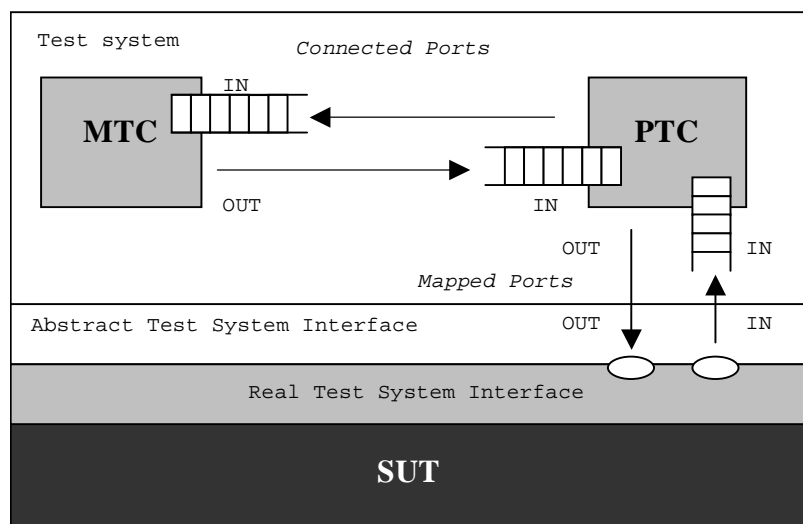 Test system
Connected Ports
IN
MTC
PTC
OUT
IN
OUT
IN
Mapped Ports
Abstract Test System Interface
OUT
IN
Real Test System Interface
SUT